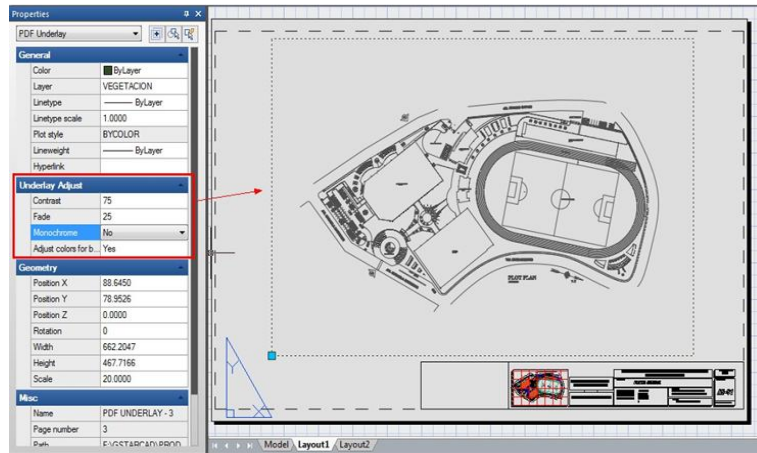 Properties
PDF Underlay
General
Color ByLayer
Layer VEGETACION
Linetype ByLayer
Linetype scale 1.0000
Plot style BYCOLOR
Lineweight ByLayer
Hyperlink
Underlay Adjust
Contrast 75
Fade 25
Monochrome No
Adjust colors for b... Yes
Geometry
Position X 88.6450
Position Y 78.9526
Position Z 0.0000
Rotation 0
Width 662.2047
Height 467.7166
Scale 20.0000
Misc
Name PDF UNDERLAY - 3
Page number 3
Path F:\GSTARCAD\PROD
PLOT PLAN
Y
X
Model Layout1 Layout2